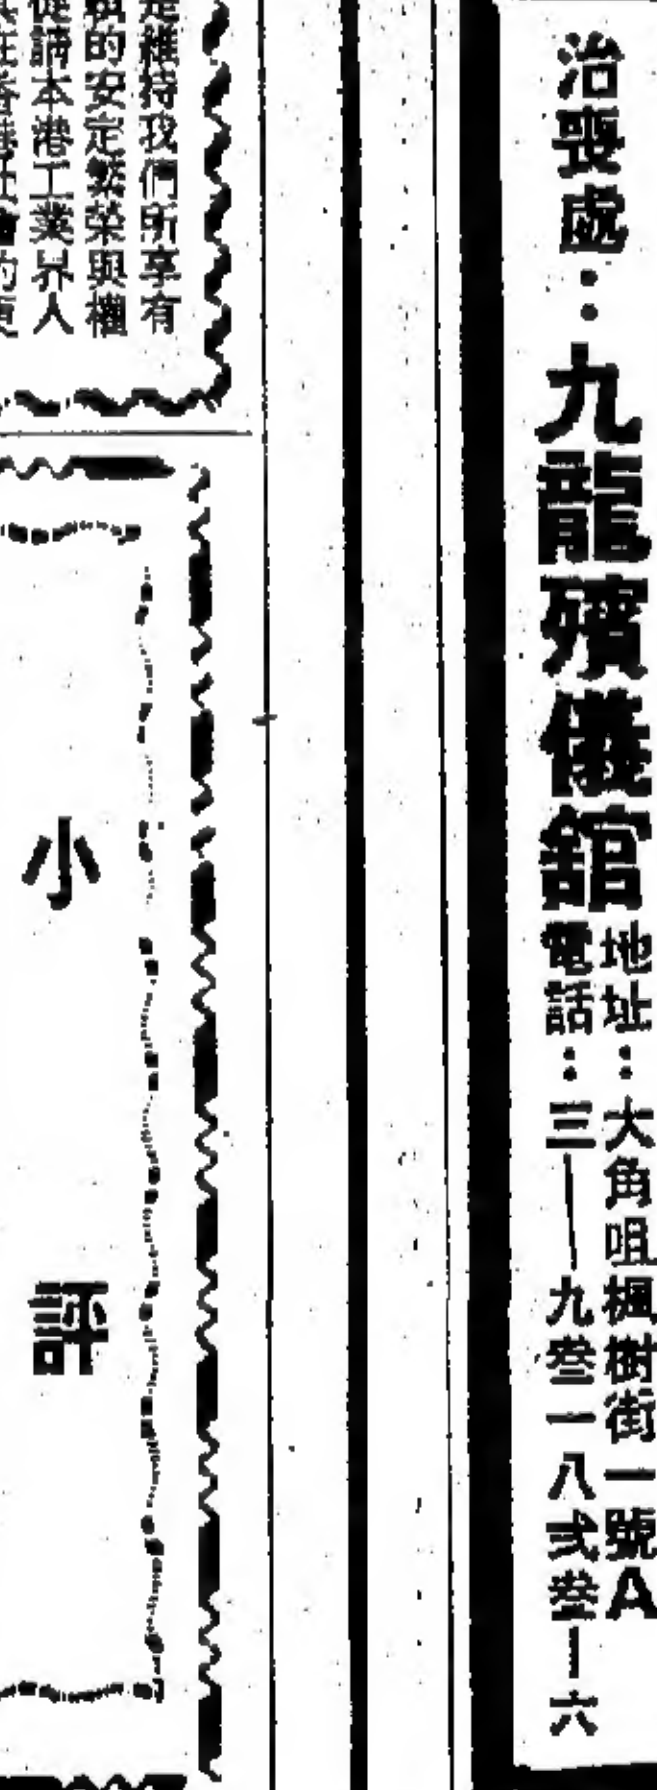 治喪處：九龍殯儀館
地址：大角咀楓樹街一號A
電話：三——九叁一八弍叁—六
是維持我們所享有
的安定繁榮與權
請本港工業界人
小評